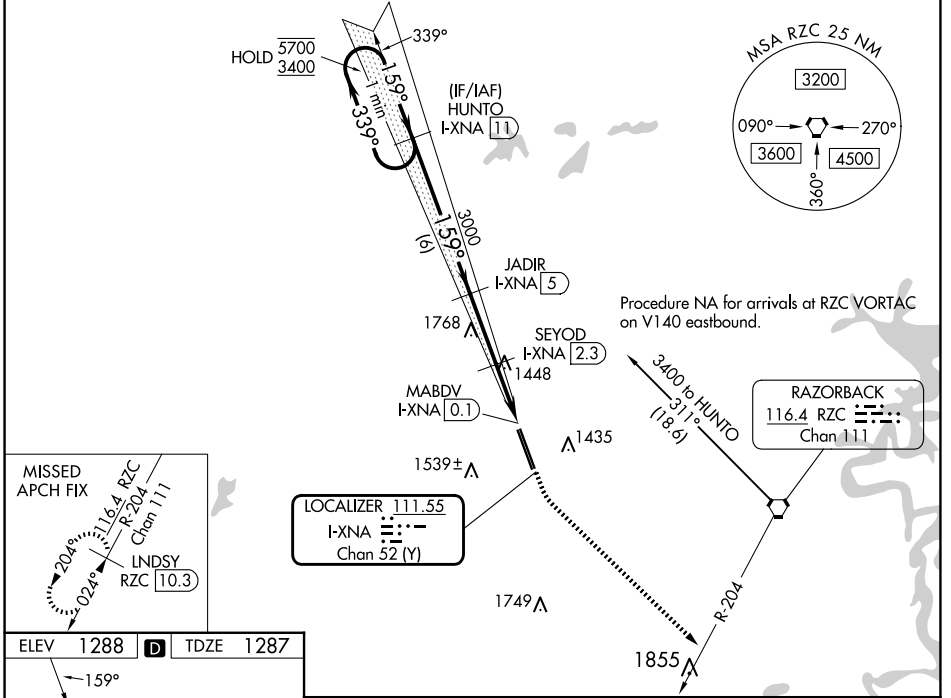 HOLD 5700
3400
339°
159°
1 min
339°
(IF/IAF)
HUNTO
I-XNA 11
MSA RZC 25 NM
3200
090°
270°
3600
4500
360°
159°
3000
(6)
JADIR
I-XNA 5
1768
SEYOD
I-XNA 2.3
1448
Procedure NA for arrivals at RZC VORTAC
on V140 eastbound.
3400 to HUNTO
311°
(18.6)
RAZORBACK
116.4 RZC
Chan 111
MABDV
I-XNA 0.1
1435
1539±
LOCALIZER 111.55
I-XNA
Chan 52 (Y)
MISSED
APCH FIX
116.4 RZC
R-204
Chan 111
204°
024°
LNDSY
RZC 10.3
1749
R-204
1855
ELEV 1288 D TDZE 1287
159°